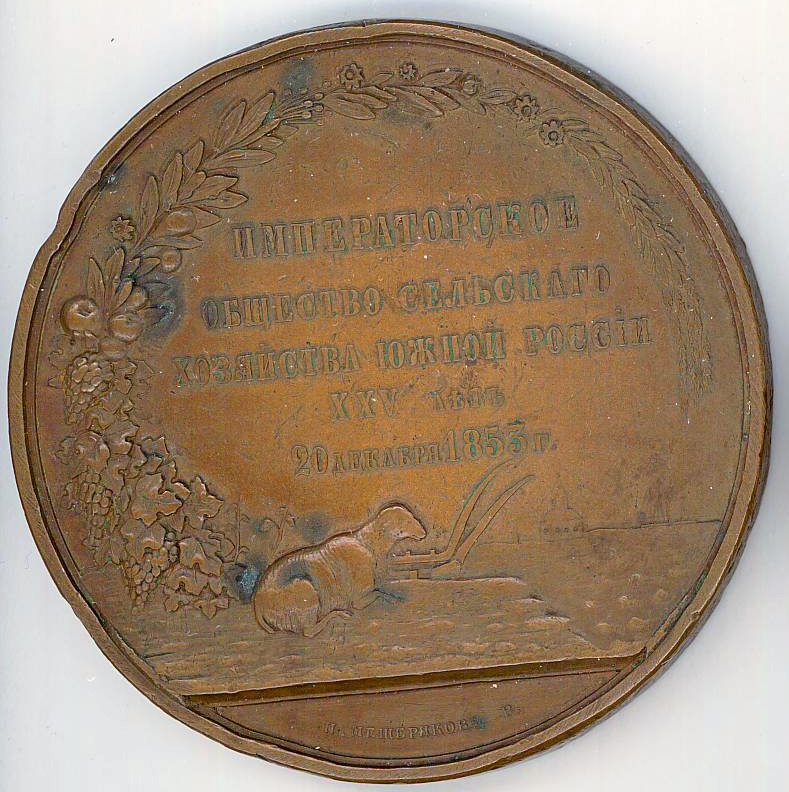 ИМПЕРАТОРСКОЕ
ОБЩЕСТВО СЕЛЬСКАГО
ХОЗЯЙСТВА ЮЖНОЙ РОССІИ
XXV ЛѢТЪ
20 ДЕКАБРЯ 1853 Г.
П. МЕЩЕРЯКОВЪ Р.